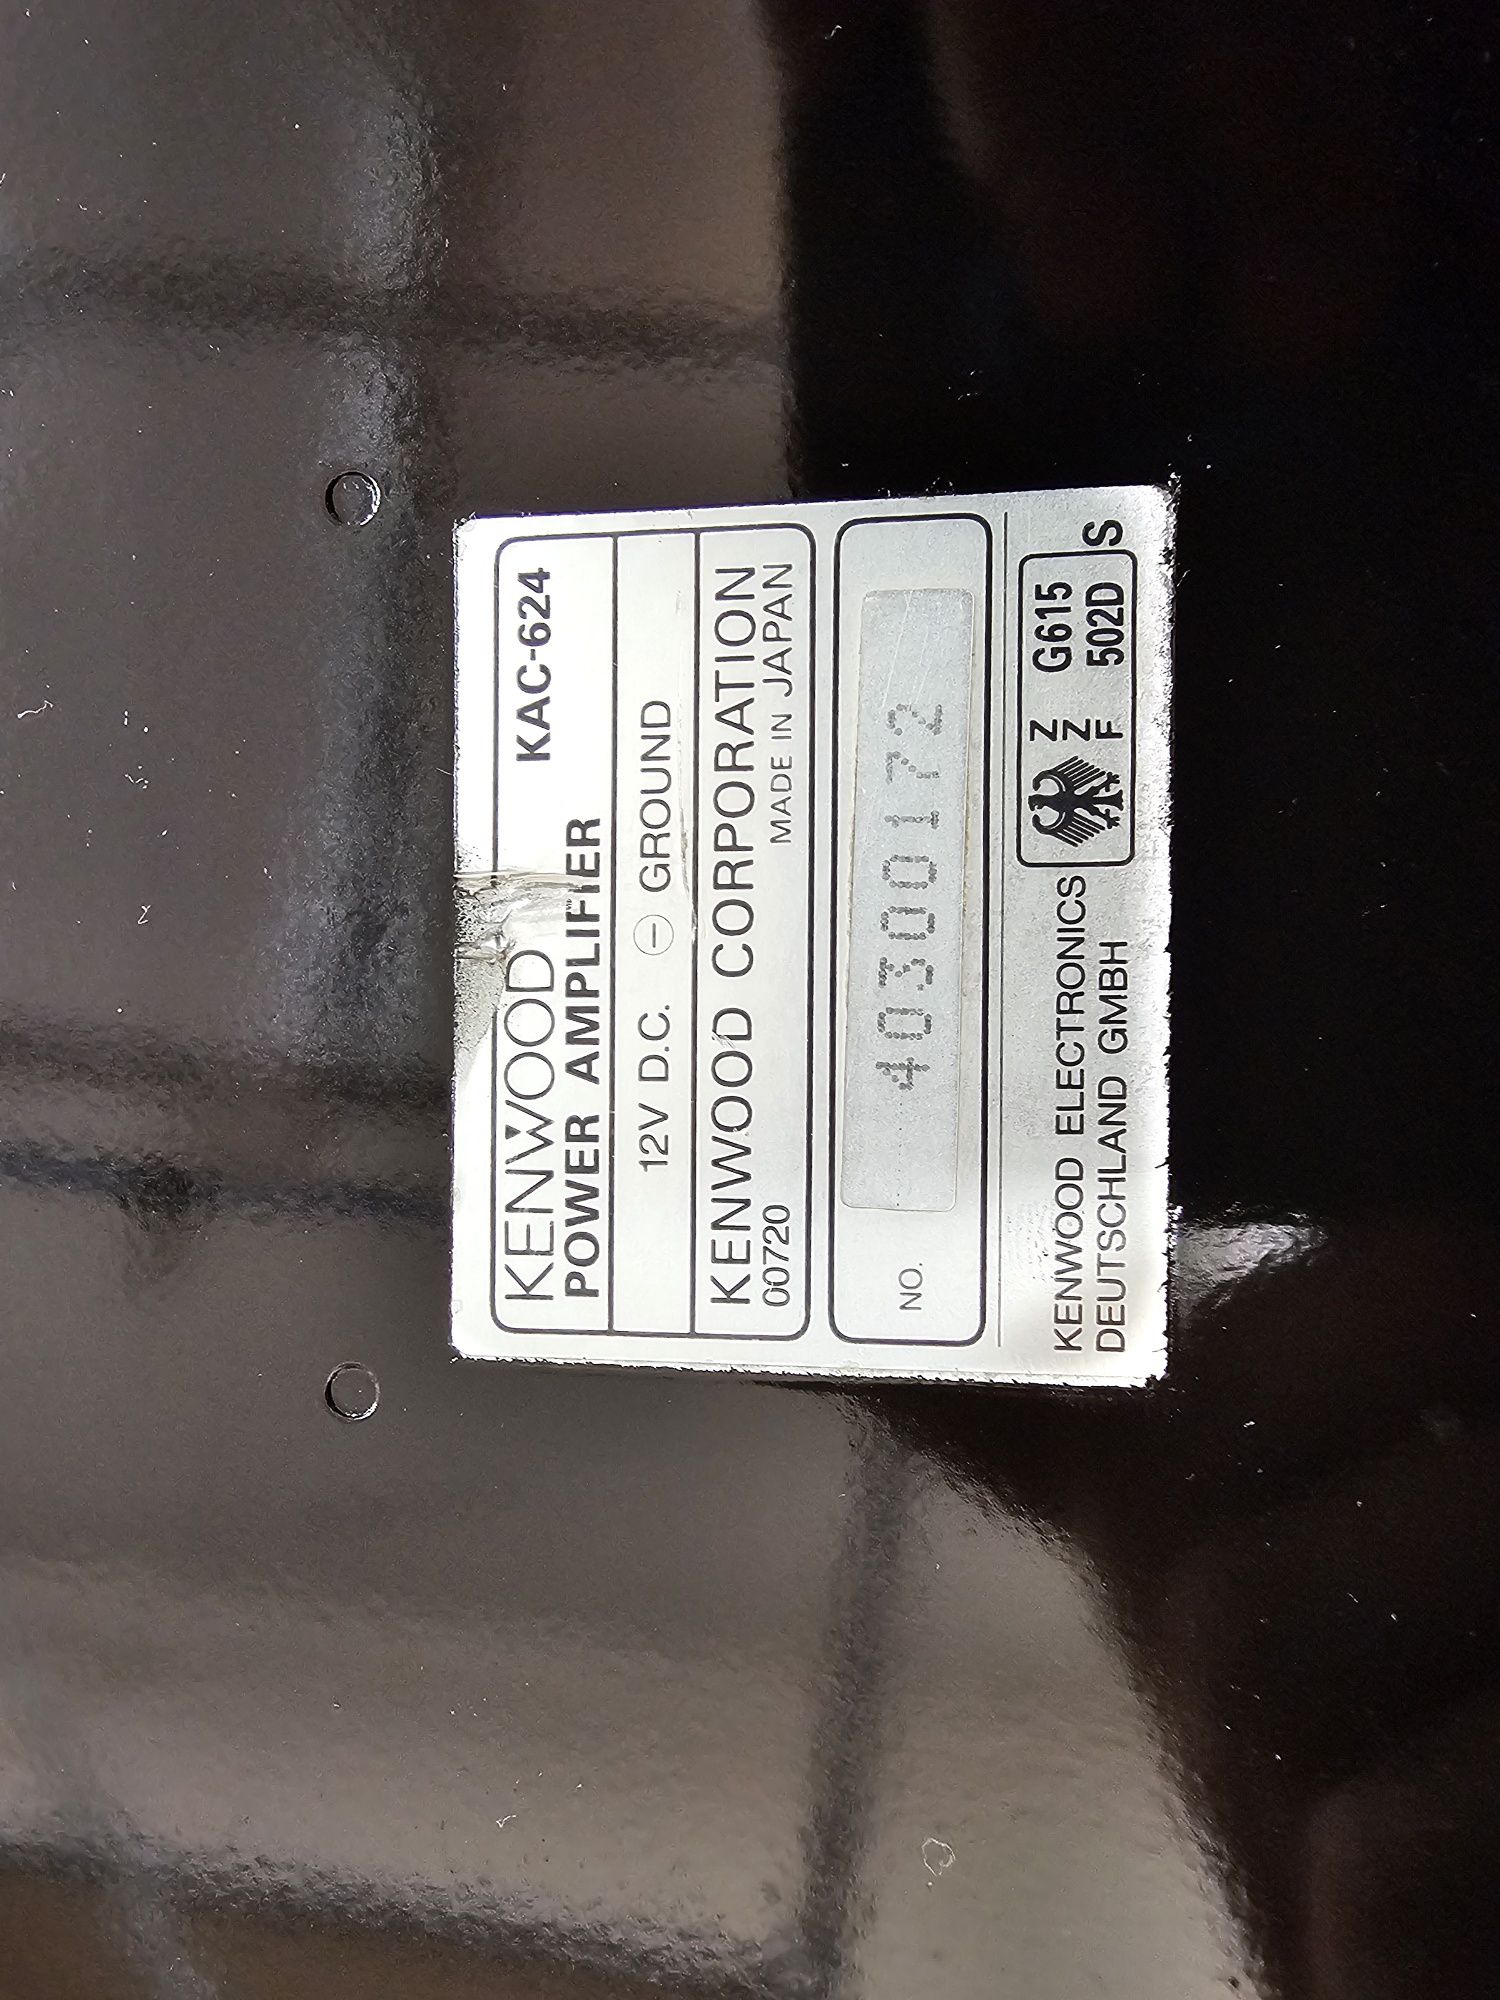 KENWOOD KAC-624
POWER AMPLIFIER
12V D.C. ⊖ GROUND
KENWOOD CORPORATION
00720 MADE IN JAPAN
NO. 40300172
KENWOOD ELECTRONICS
DEUTSCHLAND GMBH
Z G615
Z 502D
F
S